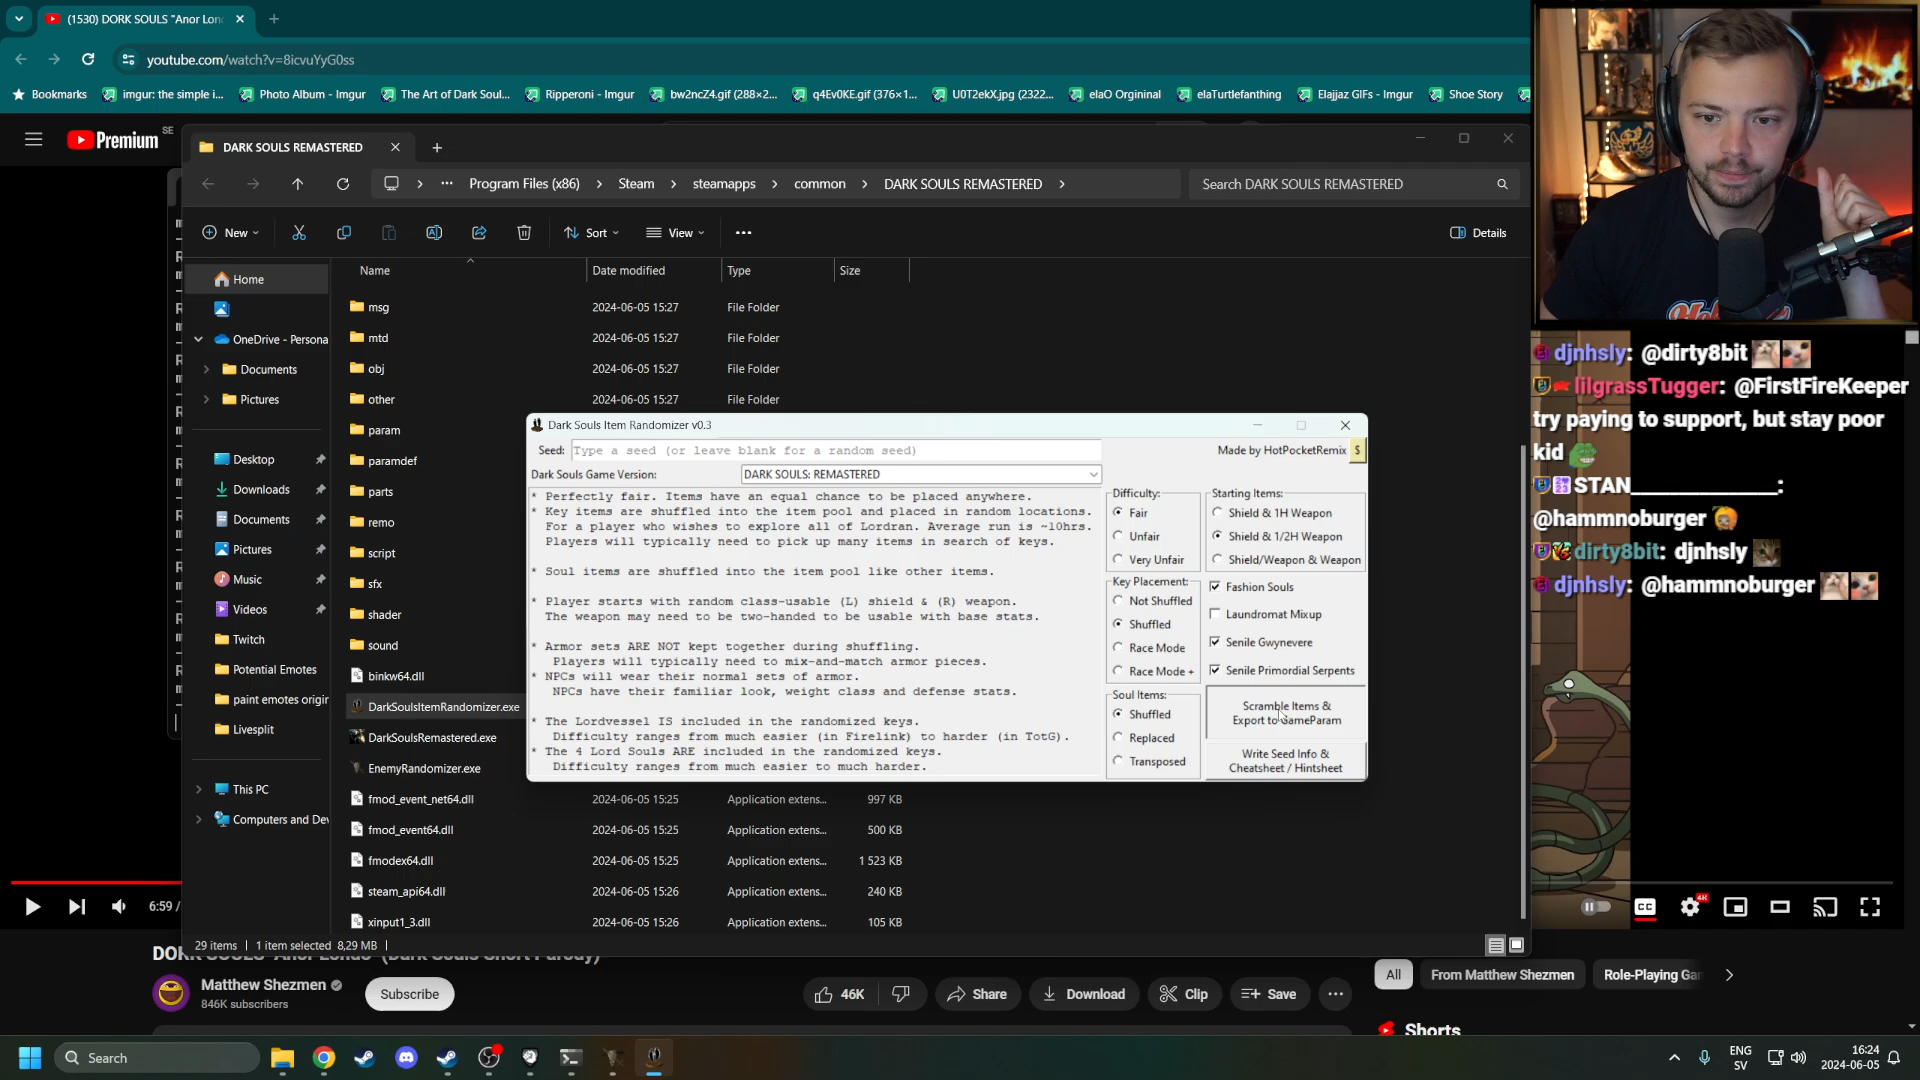 (1530) DORK SOULS "Anor Lon
youtube.com/watch?v=8icvuYyG0ss
Bookmarks
imgur: the simple i...
Photo Album - Imgur
The Art of Dark Soul...
Ripperoni - Imgur
bw2ncZ4.gif (288×2...
q4Ev0KE.gif (376×1...
U0T2ekX.jpg (2322...
elaO Orgininal
elaTurtlefanthing
Elajjaz GIFs - Imgur
Shoe Story
Premium
SE
DARK SOULS REMASTERED
Program Files (x86)
Steam
steamapps
common
DARK SOULS REMASTERED
Search DARK SOULS REMASTERED
New
Sort
View
Details
Name
Date modified
Type
Size
Home
OneDrive - Persona
Documents
Pictures
Desktop
Downloads
Documents
Pictures
Music
Videos
Twitch
Potential Emotes
paint emotes origir
Livesplit
This PC
Computers and Dev
msg 2024-06-05 15:27 File Folder
mtd 2024-06-05 15:27 File Folder
obj 2024-06-05 15:27 File Folder
other 2024-06-05 15:27 File Folder
param
paramdef
parts
remo
script
sfx
shader
sound
binkw64.dll
DarkSoulsItemRandomizer.exe
DarkSoulsRemastered.exe
EnemyRandomizer.exe
fmod_event_net64.dll 2024-06-05 15:25 Application extens... 997 KB
fmod_event64.dll 2024-06-05 15:25 Application extens... 500 KB
fmodex64.dll 2024-06-05 15:25 Application extens... 1 523 KB
steam_api64.dll 2024-06-05 15:26 Application extens... 240 KB
xinput1_3.dll 2024-06-05 15:26 Application extens... 105 KB
29 items
1 item selected 8,29 MB
Dark Souls Item Randomizer v0.3
Seed:
Type a seed (or leave blank for a random seed)
Made by HotPocketRemix
$
Dark Souls Game Version:
DARK SOULS: REMASTERED
* Perfectly fair. Items have an equal chance to be placed anywhere.
* Key items are shuffled into the item pool and placed in random locations.
For a player who wishes to explore all of Lordran. Average run is ~10hrs.
Players will typically need to pick up many items in search of keys.
* Soul items are shuffled into the item pool like other items.
* Player starts with random class-usable (L) shield & (R) weapon.
The weapon may need to be two-handed to be usable with base stats.
* Armor sets ARE NOT kept together during shuffling.
Players will typically need to mix-and-match armor pieces.
* NPCs will wear their normal sets of armor.
NPCs have their familiar look, weight class and defense stats.
* The Lordvessel IS included in the randomized keys.
Difficulty ranges from much easier (in Firelink) to harder (in TotG).
* The 4 Lord Souls ARE included in the randomized keys.
Difficulty ranges from much easier to much harder.
Difficulty:
Fair
Unfair
Very Unfair
Key Placement:
Not Shuffled
Shuffled
Race Mode
Race Mode +
Soul Items:
Shuffled
Replaced
Transposed
Starting Items:
Shield & 1H Weapon
Shield & 1/2H Weapon
Shield/Weapon & Weapon
Fashion Souls
Laundromat Mixup
Senile Gwynevere
Senile Primordial Serpents
Scramble Items &
Export to GameParam
Write Seed Info &
Cheatsheet / Hintsheet
djnhsly: @dirty8bit
lilgrassTugger: @FirstFireKeeper
try paying to support, but stay poor
kid
STAN_______________:
@hammnoburger
dirty8bit: djnhsly
djnhsly: @hammnoburger
6:59 /
CC
4K
Matthew Shezmen
846K subscribers
Subscribe
46K
Share
Download
Clip
Save
All
From Matthew Shezmen
Role-Playing Ga
Shorts
Search
ENG
SV
16:24
2024-06-05